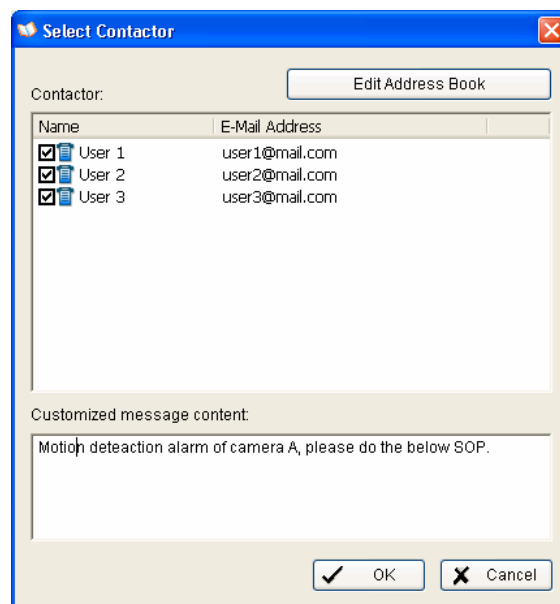 Select Contactor
Edit Address Book
Contactor:
Name E-Mail Address
User 1 user1@mail.com
User 2 user2@mail.com
User 3 user3@mail.com
Customized message content:
Motion deteaction alarm of camera A, please do the below SOP.
OK Cancel